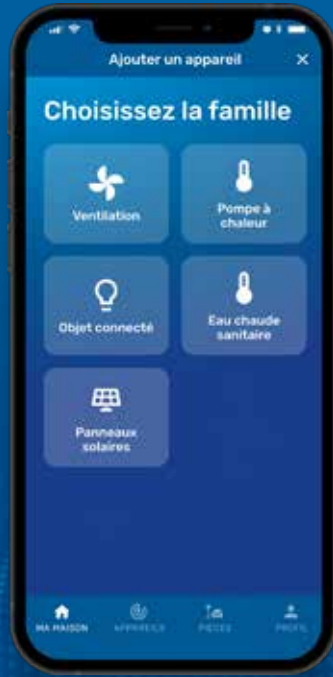 Ajouter un appareil
Choisissez la famille
Ventilation
Pompe à
chaleur
Objet connecté
Eau chaude
sanitaire
Panneaux
solaires
MA MAISON
APPAREILS
PIÈCES
PROFIL